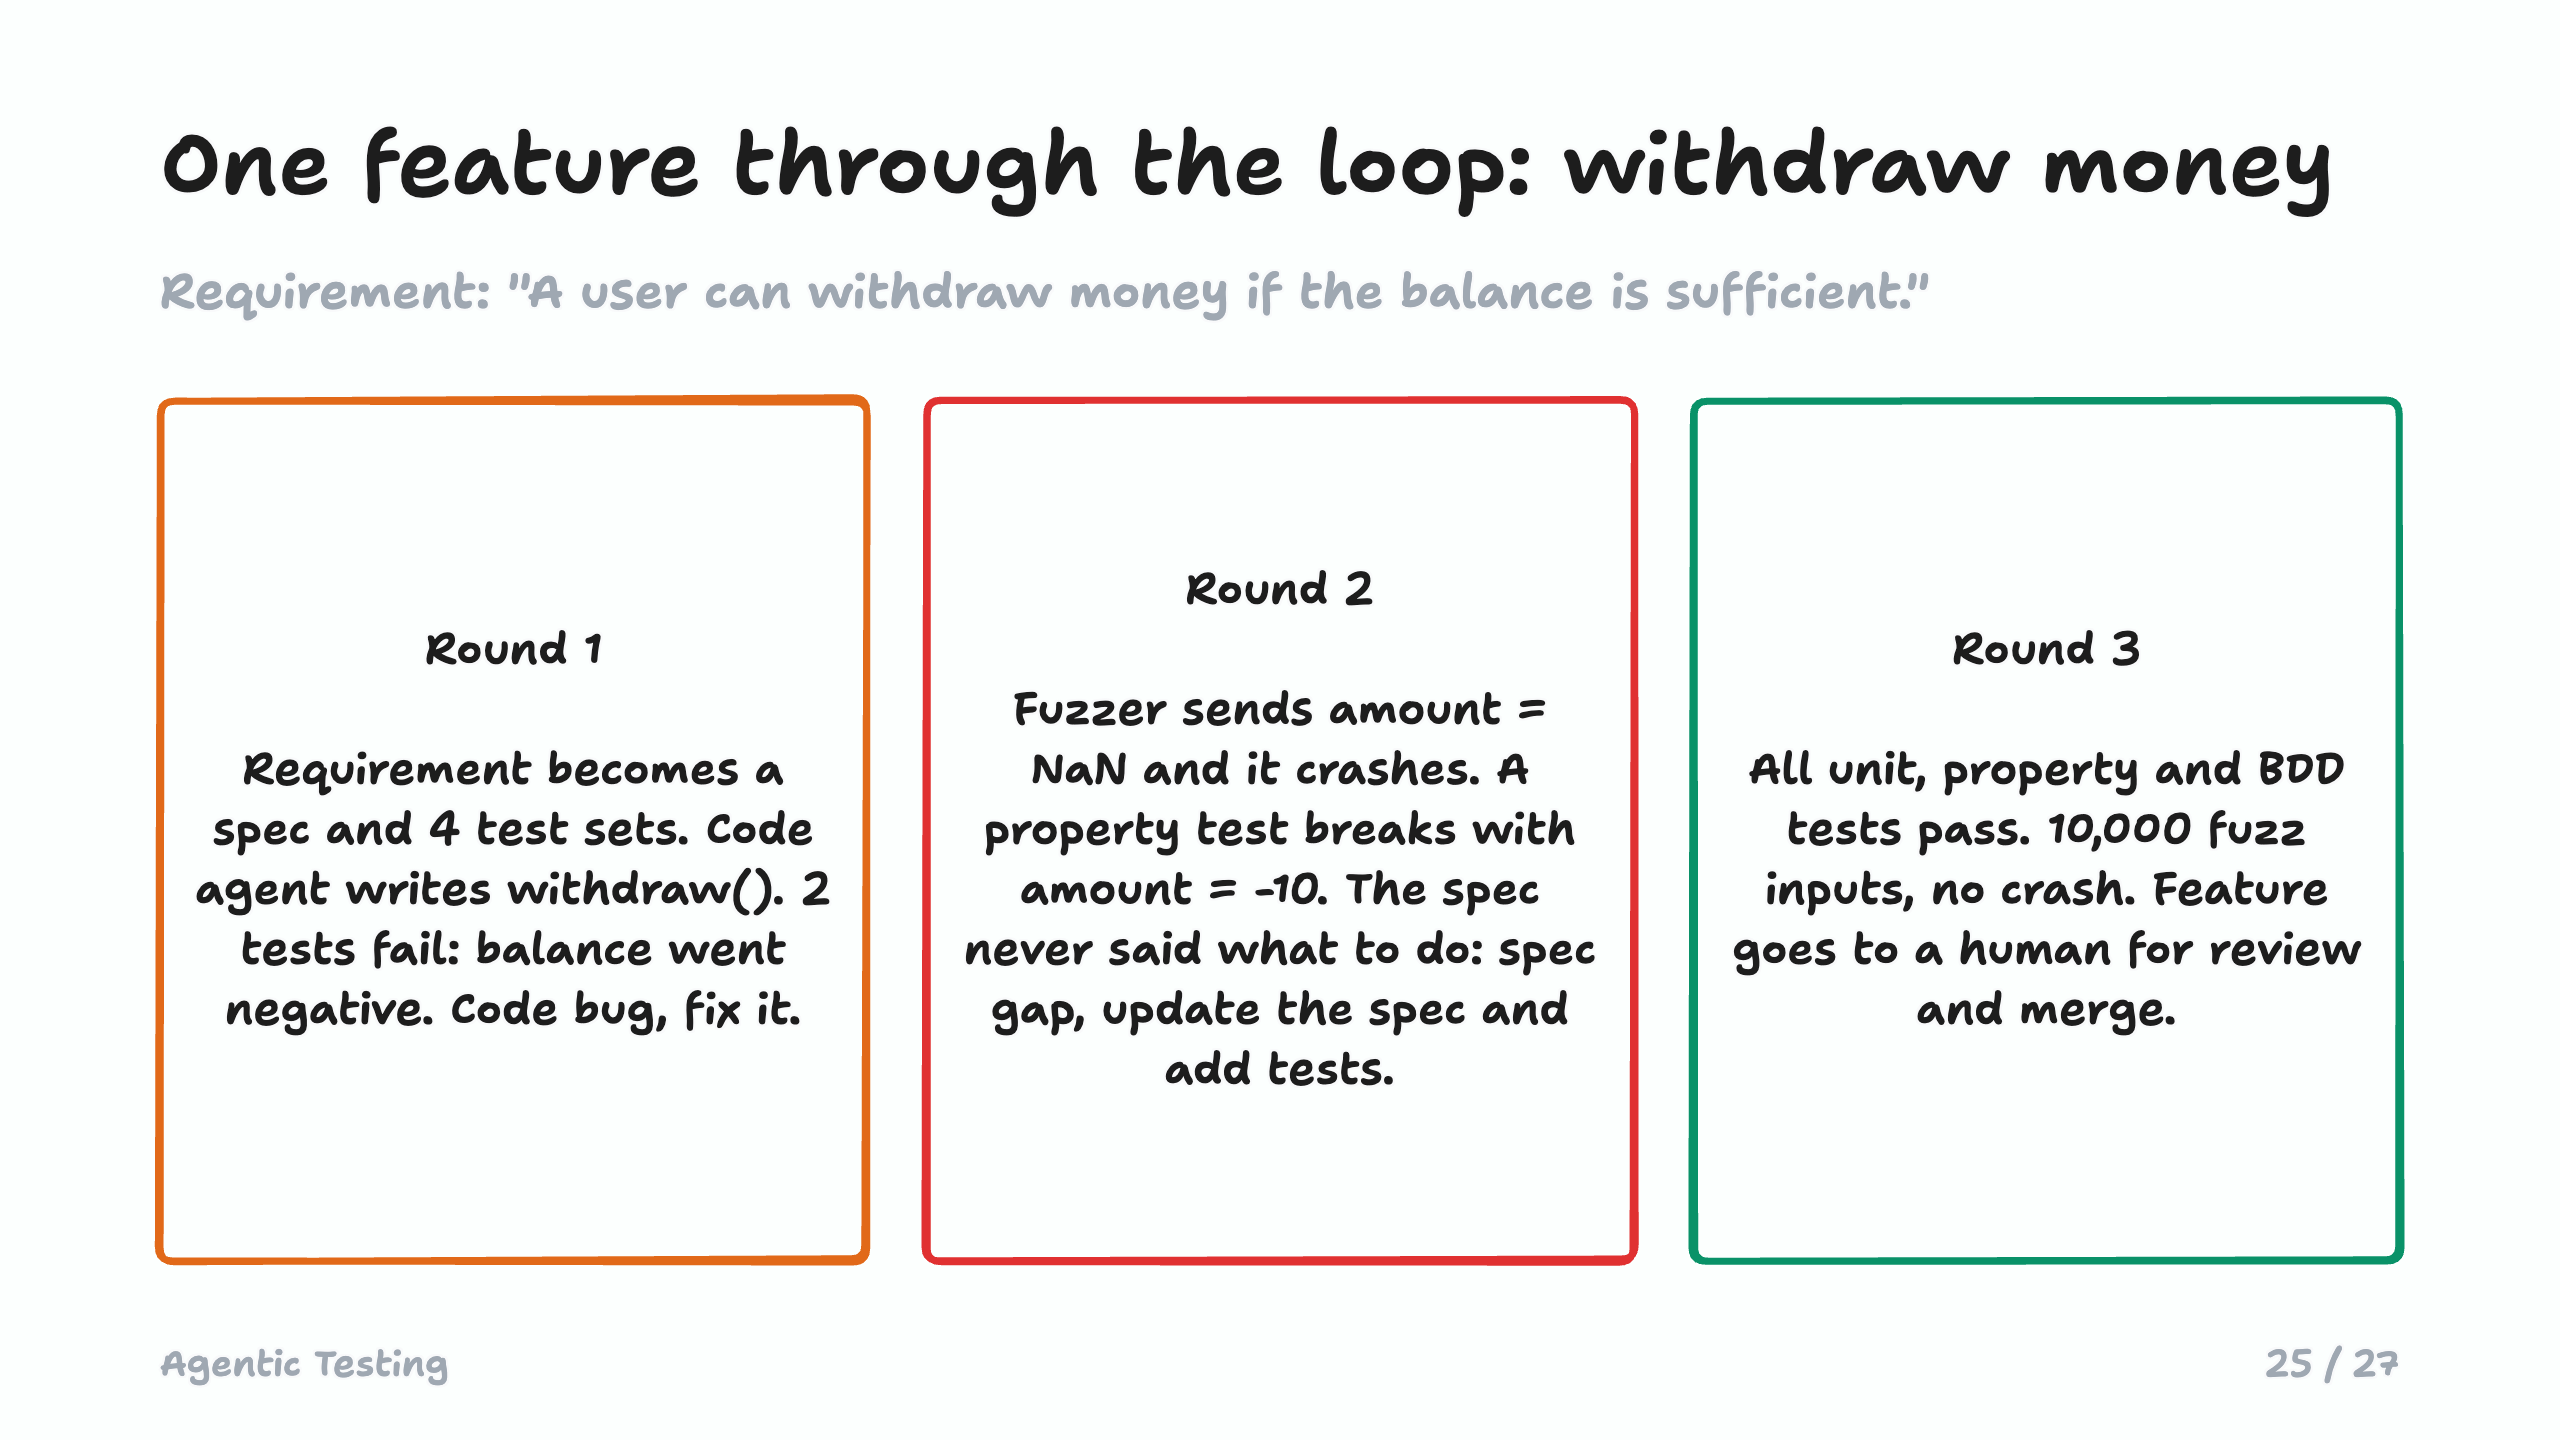 One feature through the loop: withdraw money
Requirement: "A user can withdraw money if the balance is sufficient."
Round 1
Requirement becomes a
spec and 4 test sets. Code
agent writes withdraw(). 2
tests fail: balance went
negative. Code bug, fix it.
Round 2
Fuzzer sends amount =
NaN and it crashes. A
property test breaks with
amount = -10. The spec
never said what to do: spec
gap, update the spec and
add tests.
Round 3
All unit, property and BDD
tests pass. 10,000 fuzz
inputs, no crash. Feature
goes to a human for review
and merge.
Agentic Testing
25 / 27